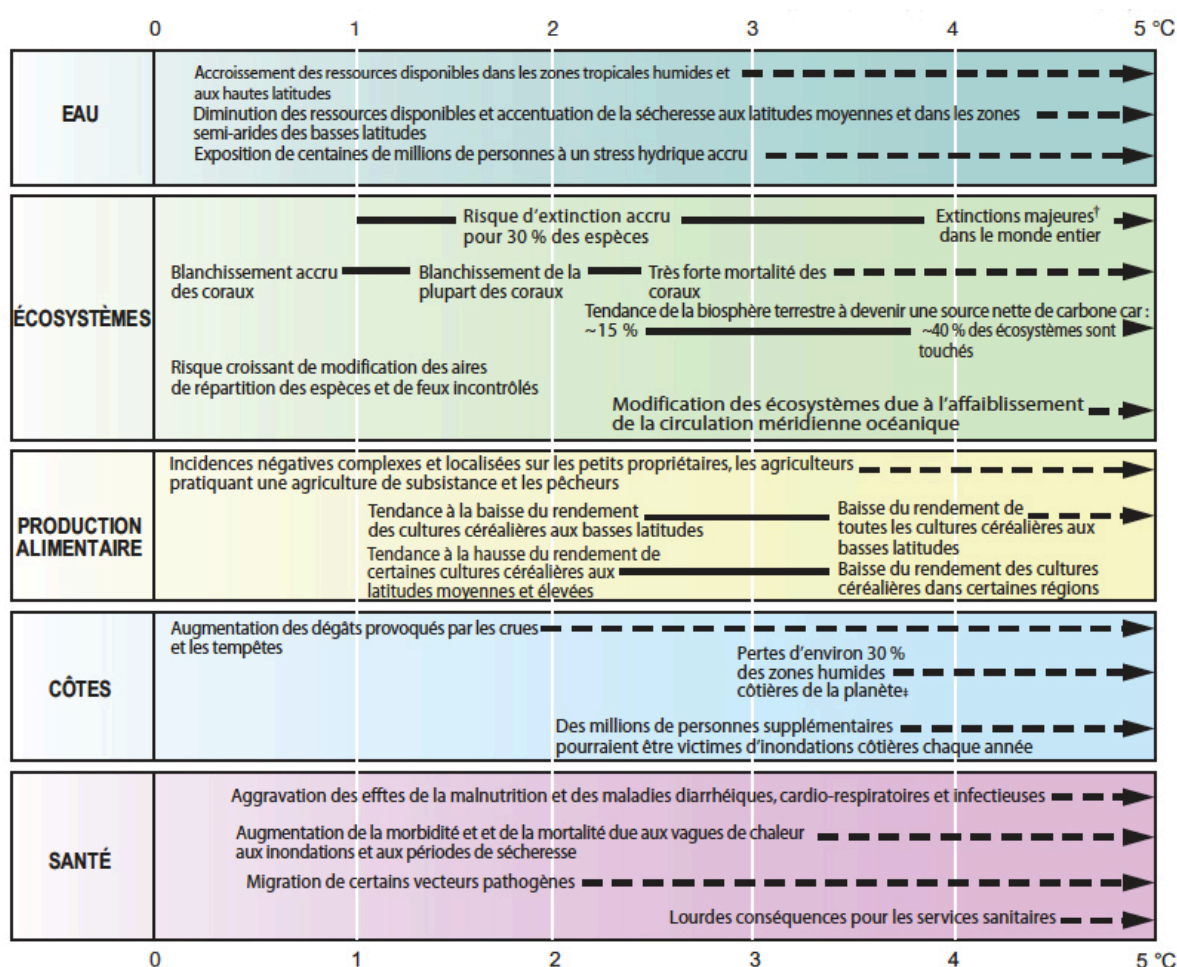 0 1 2 3 4 5 °C
EAU
Accroissement des ressources disponibles dans les zones tropicales humides et
aux hautes latitudes
Diminution des ressources disponibles et accentuation de la sécheresse aux latitudes moyennes et dans les zones
semi-arides des basses latitudes
Exposition de centaines de millions de personnes à un stress hydrique accru
ÉCOSYSTÈMES
Risque d'extinction accru
pour 30 % des espèces
Extinctions majeures†
dans le monde entier
Blanchissement accru
des coraux
Blanchissement de la
plupart des coraux
Très forte mortalité des
coraux
Tendance de la biosphère terrestre à devenir une source nette de carbone car :
~15 %
~40 % des écosystèmes sont
touchés
Risque croissant de modification des aires
de répartition des espèces et de feux incontrôlés
Modification des écosystèmes due à l'affaiblissement
de la circulation méridienne océanique
PRODUCTION
ALIMENTAIRE
Incidences négatives complexes et localisées sur les petits propriétaires, les agriculteurs
pratiquant une agriculture de subsistance et les pêcheurs
Tendance à la baisse du rendement
des cultures céréalières aux basses latitudes
Baisse du rendement de
toutes les cultures céréalières aux
basses latitudes
Tendance à la hausse du rendement de
certaines cultures céréalières aux
latitudes moyennes et élevées
Baisse du rendement des cultures
céréalières dans certaines régions
CÔTES
Augmentation des dégâts provoqués par les crues
et les tempêtes
Pertes d'environ 30 %
des zones humides
côtières de la planète‡
Des millions de personnes supplémentaires
pourraient être victimes d'inondations côtières chaque année
SANTÉ
Aggravation des efftes de la malnutrition et des maladies diarrhéiques, cardio-respiratoires et infectieuses
Augmentation de la morbidité et et de la mortalité due aux vagues de chaleur
aux inondations et aux périodes de sécheresse
Migration de certains vecteurs pathogènes
Lourdes conséquences pour les services sanitaires
0 1 2 3 4 5 °C